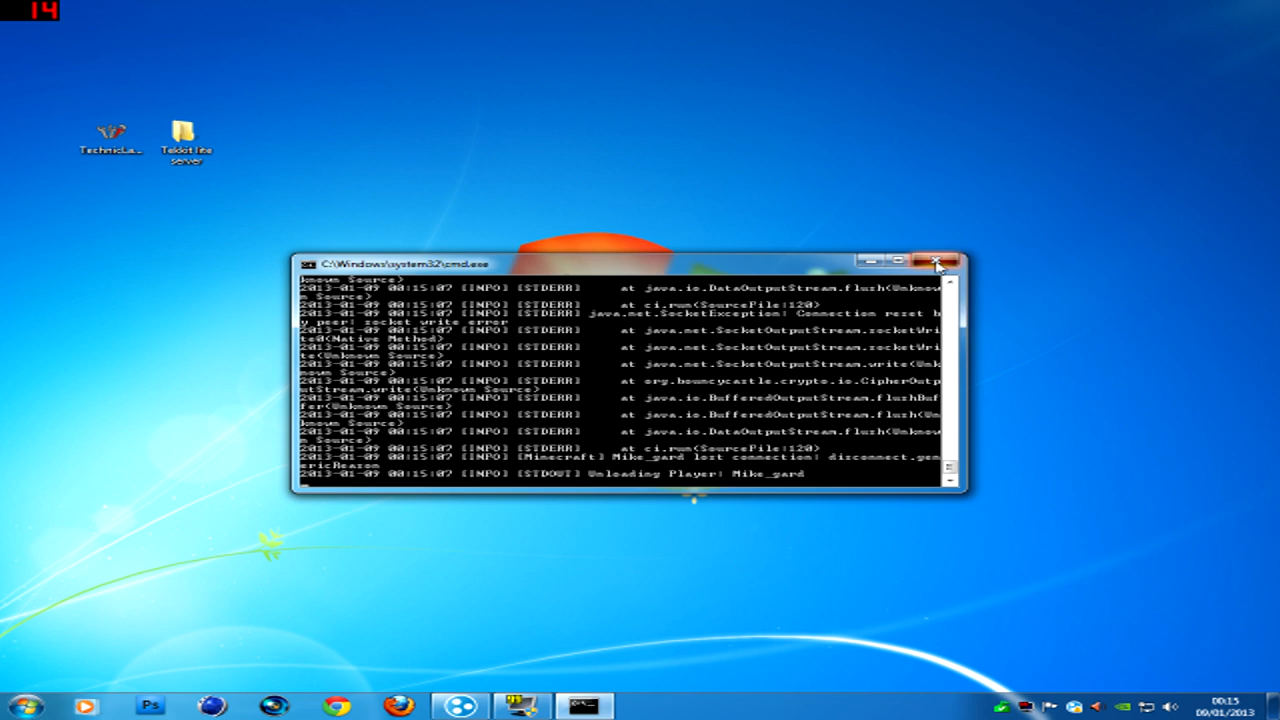 14
TechnicLa...
Tekkit lite
server
C:\Windows\system32\cmd.exe
known Source)
2013-01-09 00:15:07 [INFO] [STDERR]     at java.io.DataOutputStream.flush(Unknow
n Source)
2013-01-09 00:15:07 [INFO] [STDERR]     at ci.run(SourceFile:120)
2013-01-09 00:15:07 [INFO] [STDERR] java.net.SocketException: Connection reset b
y peer: socket write error
2013-01-09 00:15:07 [INFO] [STDERR]     at java.net.SocketOutputStream.socketWri
te0(Native Method)
2013-01-09 00:15:07 [INFO] [STDERR]     at java.net.SocketOutputStream.socketWri
te(Unknown Source)
2013-01-09 00:15:07 [INFO] [STDERR]     at java.net.SocketOutputStream.write(Unk
nown Source)
2013-01-09 00:15:07 [INFO] [STDERR]     at org.bouncycastle.crypto.io.CipherOutp
utStream.write(Unknown Source)
2013-01-09 00:15:07 [INFO] [STDERR]     at java.io.BufferedOutputStream.flushBuf
fer(Unknown Source)
2013-01-09 00:15:07 [INFO] [STDERR]     at java.io.BufferedOutputStream.flush(Un
known Source)
2013-01-09 00:15:07 [INFO] [STDERR]     at java.io.DataOutputStream.flush(Unknow
n Source)
2013-01-09 00:15:07 [INFO] [STDERR]     at ci.run(SourceFile:120)
2013-01-09 00:15:07 [INFO] [Minecraft] Mike_gard lost connection: disconnect.gen
ericReason
2013-01-09 00:15:07 [INFO] [STDOUT] Unloading Player: Mike_gard
Ps
00:15
09/01/2013